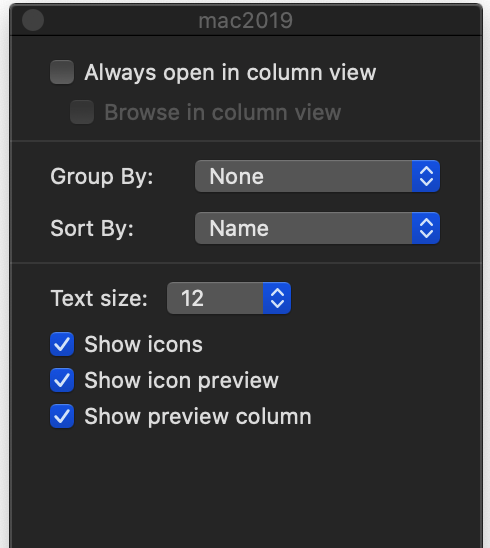 mac2019
Always open in column view
Browse in column view
Group By: None
Sort By: Name
Text size: 12
Show icons
Show icon preview
Show preview column